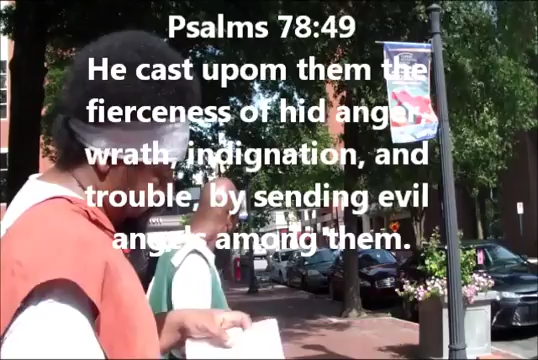 Psalms 78:49
He cast upom them the
fierceness of hid anger,
wrath, indignation, and
trouble, by sending evil
angels among them.